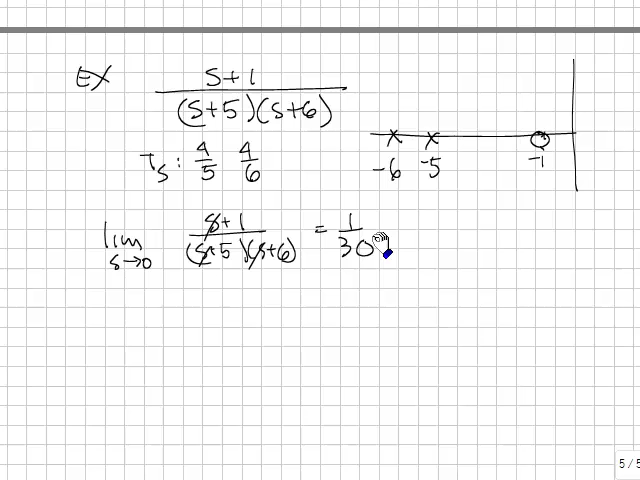 EX s+1
(s+5)(s+6)
Ts: 4/5 4/6
x x o
-6 -5 -1
lim s→0 s+1/(s+5)(s+6) = 1/30
5 / 5